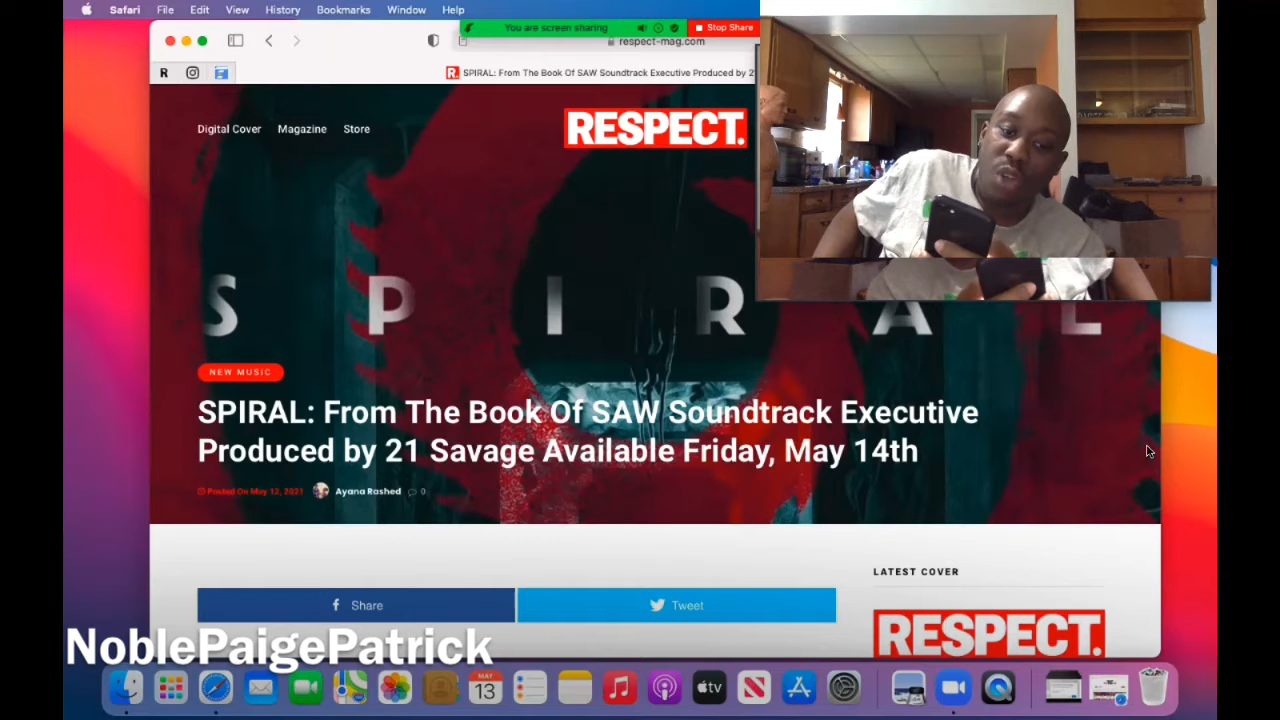 Safari File Edit View History Bookmarks Window Help
You are screen sharing
Stop Share
respect-mag.com
R
R. SPIRAL: From The Book Of SAW Soundtrack Executive Produced by 2
Digital Cover Magazine Store
RESPECT.
SPIRAL
NEW MUSIC
SPIRAL: From The Book Of SAW Soundtrack Executive
Produced by 21 Savage Available Friday, May 14th
Posted On May 12, 2021 Ayana Rashed 0
LATEST COVER
f Share
Tweet
RESPECT.
NoblePaigePatrick
MAY
13
tv